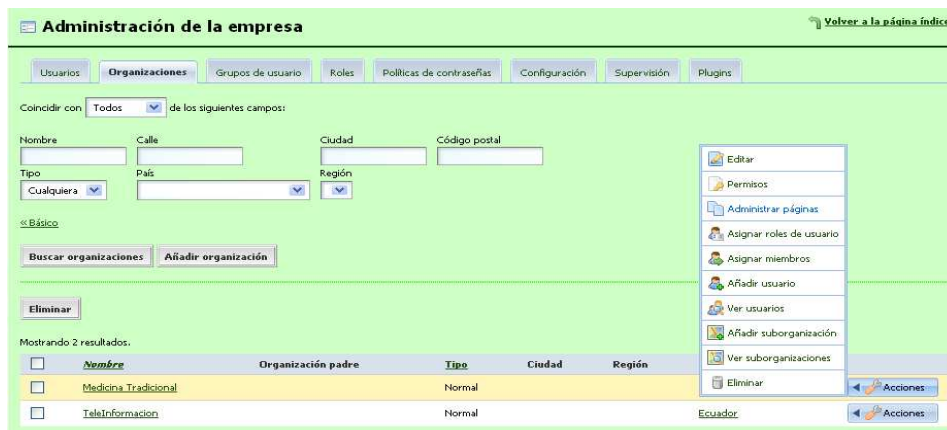 Administración de la empresa
Volver a la página índice
Usuarios Organizaciones Grupos de usuario Roles Políticas de contraseñas Configuración Supervisión Plugins
Coincidir con Todos de los siguientes campos:
Nombre Calle Ciudad Código postal
Tipo País Región
Cualquiera
« Básico
Buscar organizaciones Añadir organización
Eliminar
Mostrando 2 resultados.
Nombre Organización padre Tipo Ciudad Región
Medicina Tradicional Normal Acciones
TeleInformacion Normal Ecuador Acciones
Editar
Permisos
Administrar páginas
Asignar roles de usuario
Asignar miembros
Añadir usuario
Ver usuarios
Añadir suborganización
Ver suborganizaciones
Eliminar